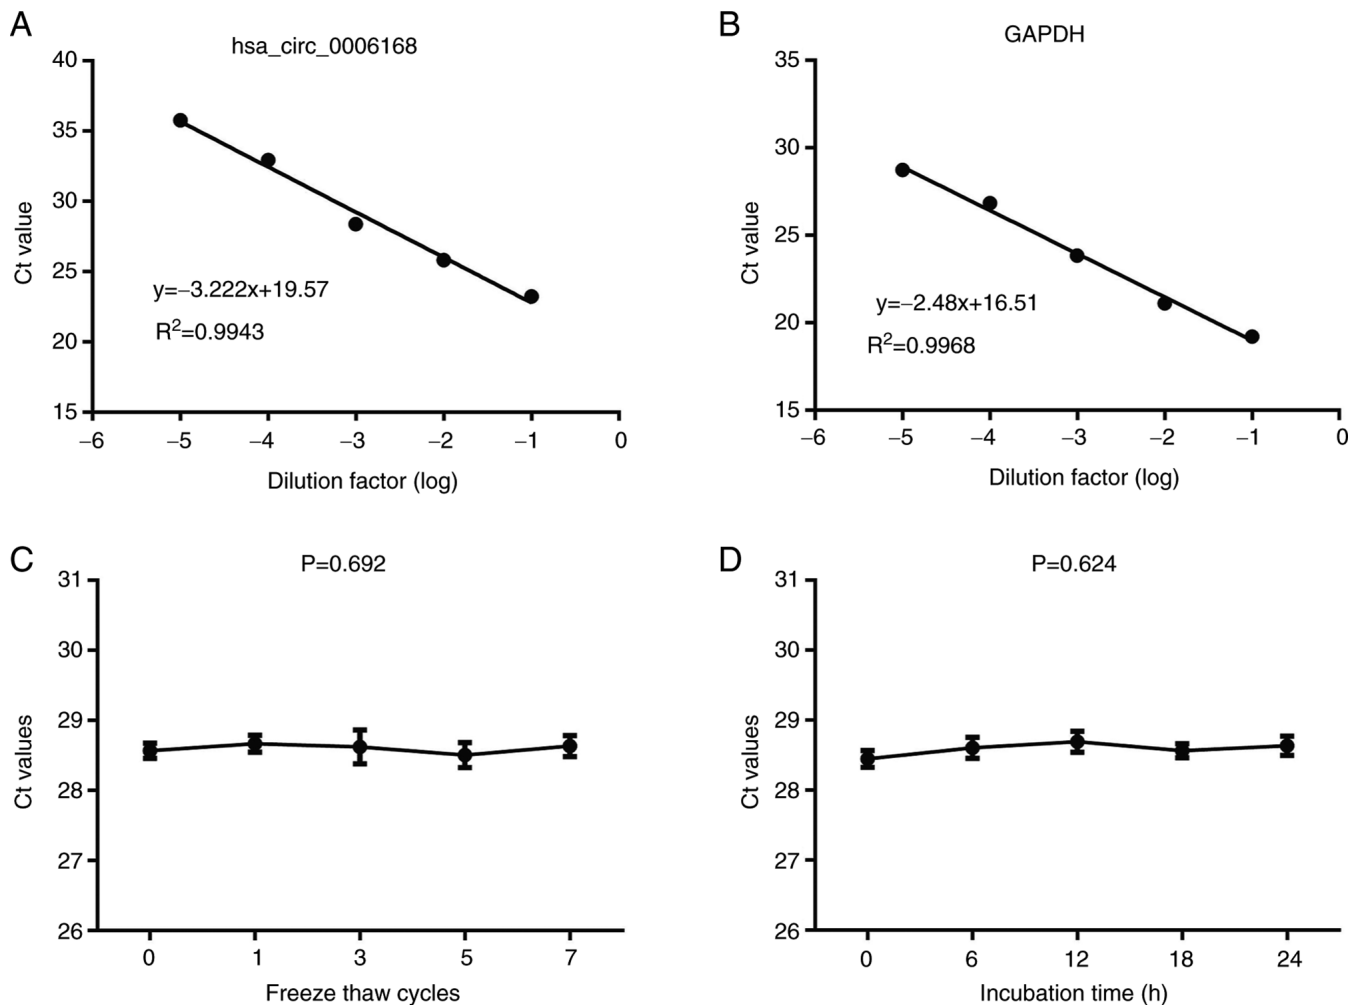 A
hsa_circ_0006168
40
35
30
25
20
15
Ct value
y=−3.222x+19.57
R²=0.9943
−6 −5 −4 −3 −2 −1 0
Dilution factor (log)
B
GAPDH
35
30
25
20
15
Ct value
y=−2.48x+16.51
R²=0.9968
−6 −5 −4 −3 −2 −1 0
Dilution factor (log)
C
P=0.692
31
30
29
28
27
26
Ct values
0 1 3 5 7
Freeze thaw cycles
D
P=0.624
31
30
29
28
27
26
Ct values
0 6 12 18 24
Incubation time (h)